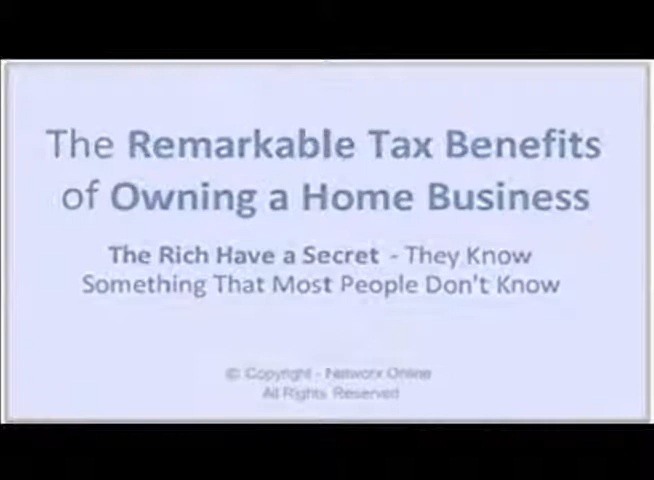 The Remarkable Tax Benefits
of Owning a Home Business
The Rich Have a Secret - They Know
Something That Most People Don't Know
© Copyright - Networx Online
All Rights Reserved